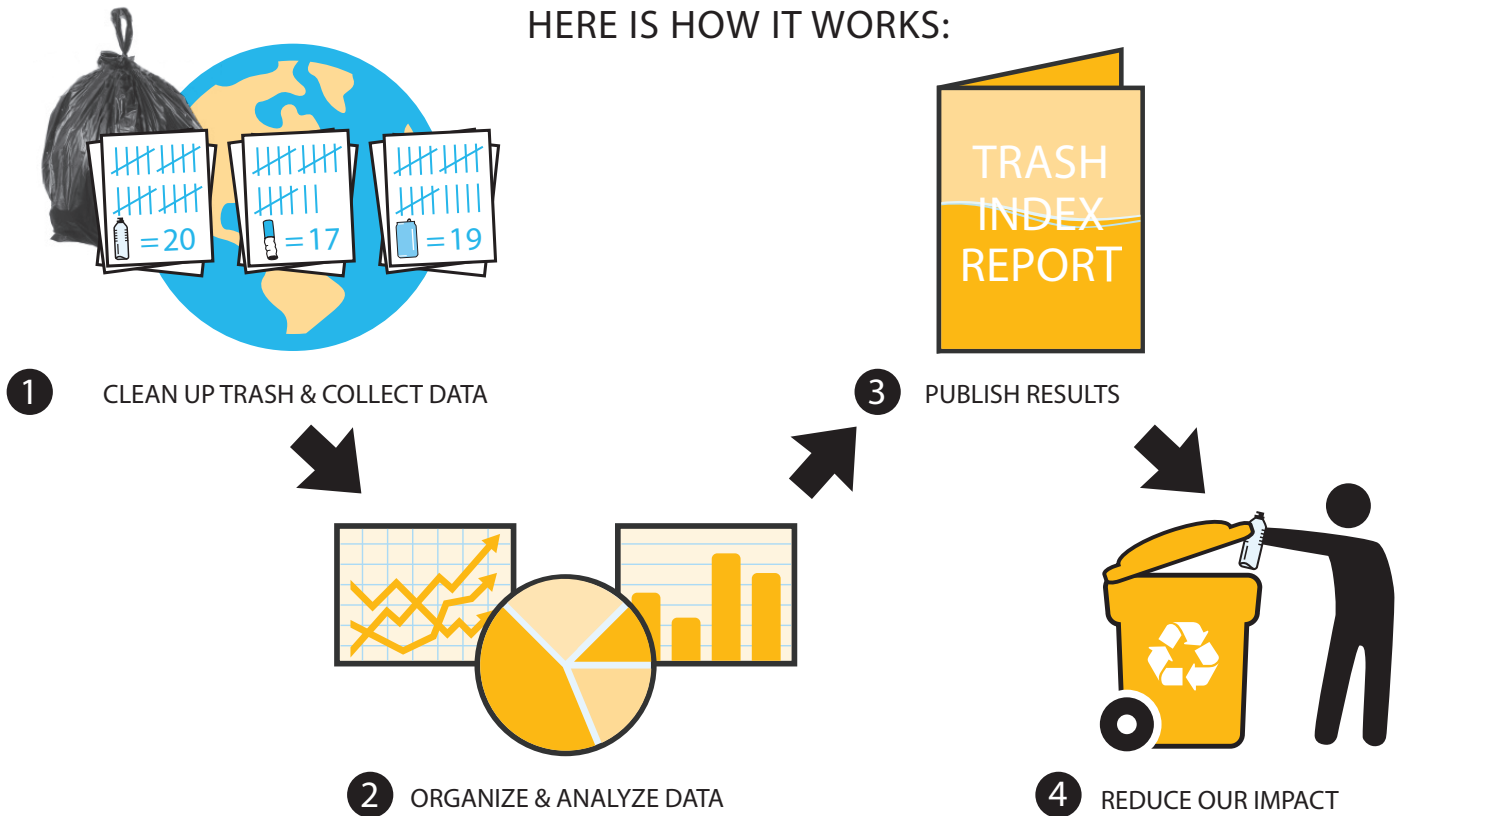 HERE IS HOW IT WORKS:
= 20
= 17
= 19
1 CLEAN UP TRASH & COLLECT DATA
2 ORGANIZE & ANALYZE DATA
TRASH
INDEX
REPORT
3 PUBLISH RESULTS
4 REDUCE OUR IMPACT